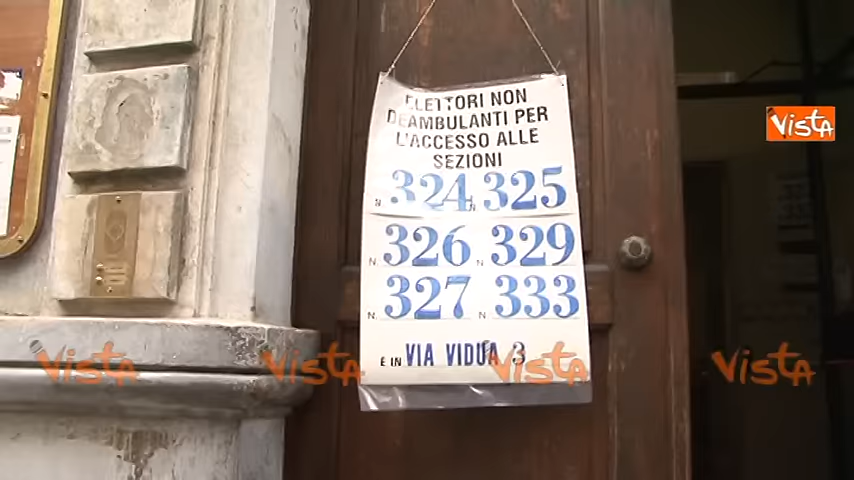 ELETTORI NON
DEAMBULANTI PER
L'ACCESSO ALLE
SEZIONI
N. 324 N. 325
N. 326 N. 329
N. 327 N. 333
E IN VIA VIDUA 3
VISTA
VISTA VISTA VISTA VISTA